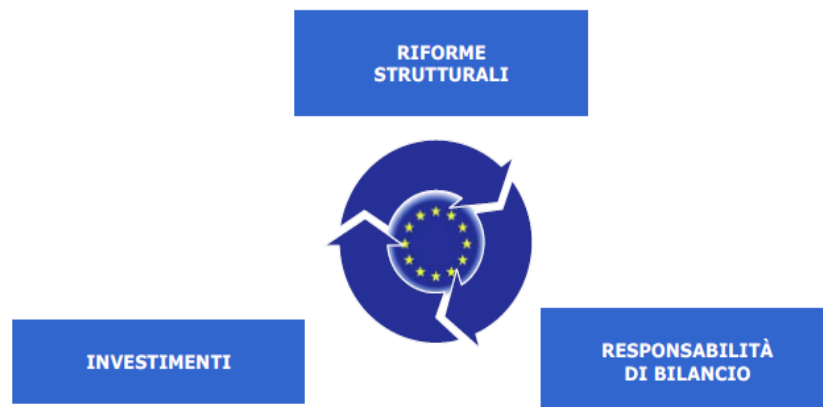 RIFORME
STRUTTURALI
INVESTIMENTI
RESPONSABILITÀ
DI BILANCIO